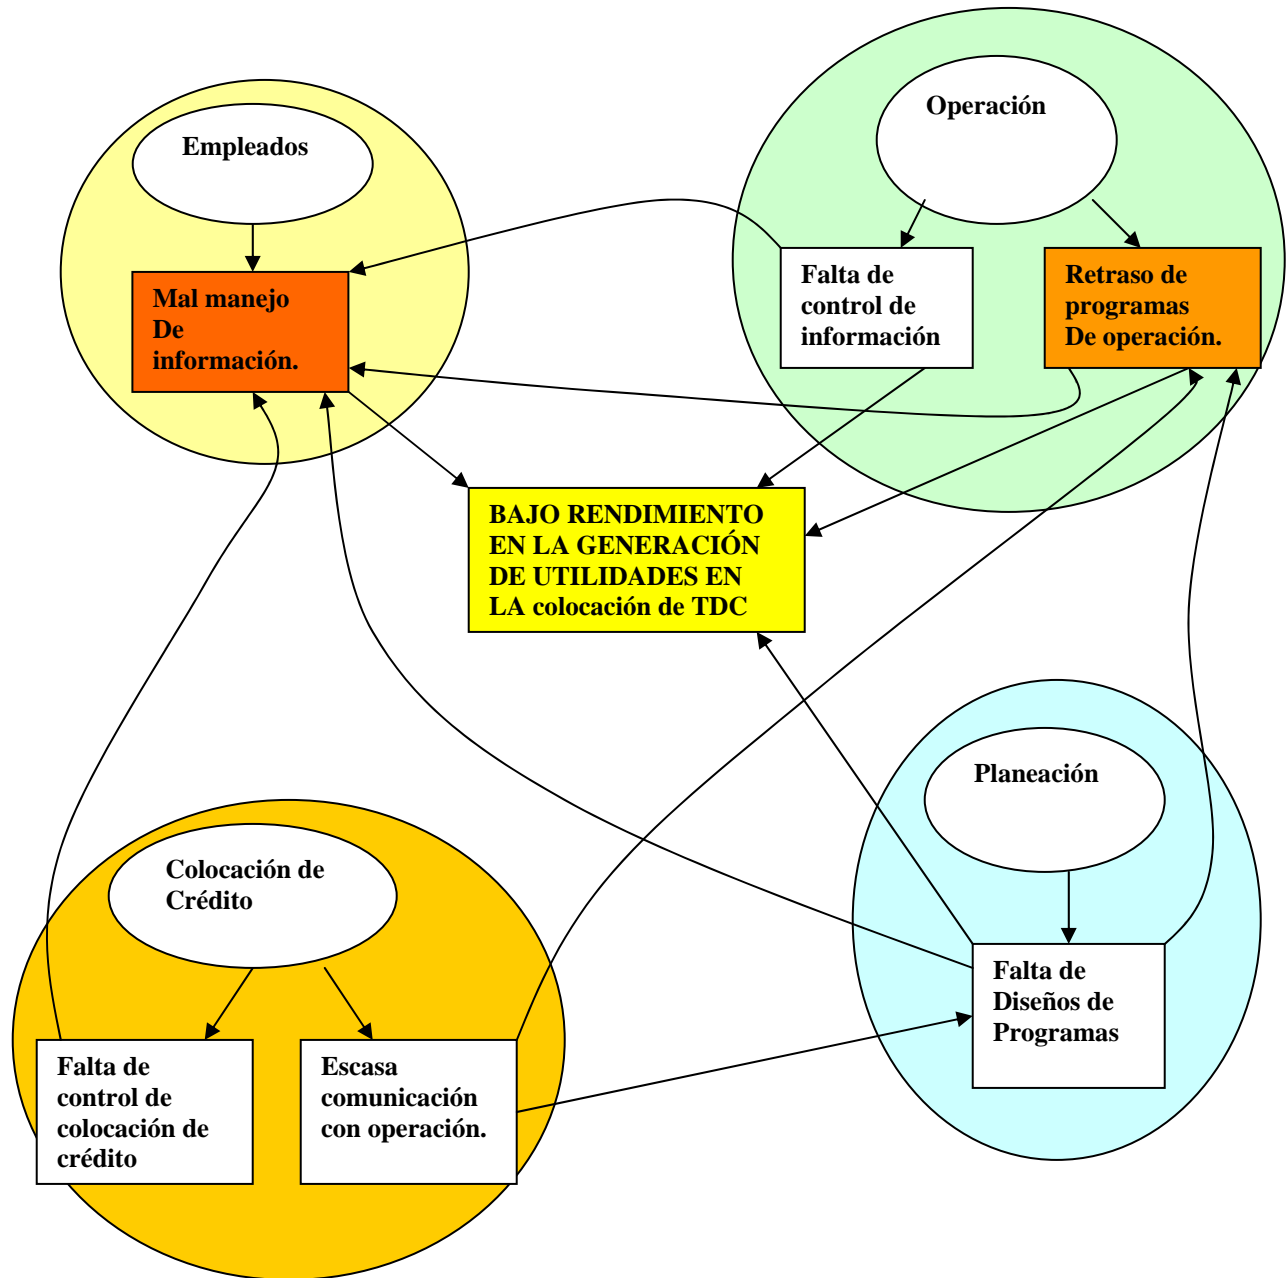 Operación
Empleados
Falta de
control de
información
Retraso de
programas
De operación.
Mal manejo
De
información.
BAJO RENDIMIENTO
EN LA GENERACIÓN
DE UTILIDADES EN
LA colocación de TDC
Planeación
Colocación de
Crédito
Falta de
Diseños de
Programas
Falta de
control de
colocación de
crédito
Escasa
comunicación
con operación.